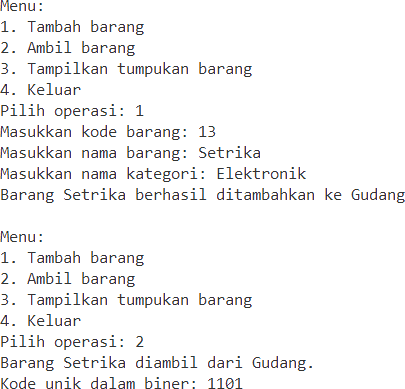 Menu:
1. Tambah barang
2. Ambil barang
3. Tampilkan tumpukan barang
4. Keluar
Pilih operasi: 1
Masukkan kode barang: 13
Masukkan nama barang: Setrika
Masukkan nama kategori: Elektronik
Barang Setrika berhasil ditambahkan ke Gudang
Menu:
1. Tambah barang
2. Ambil barang
3. Tampilkan tumpukan barang
4. Keluar
Pilih operasi: 2
Barang Setrika diambil dari Gudang.
Kode unik dalam biner: 1101